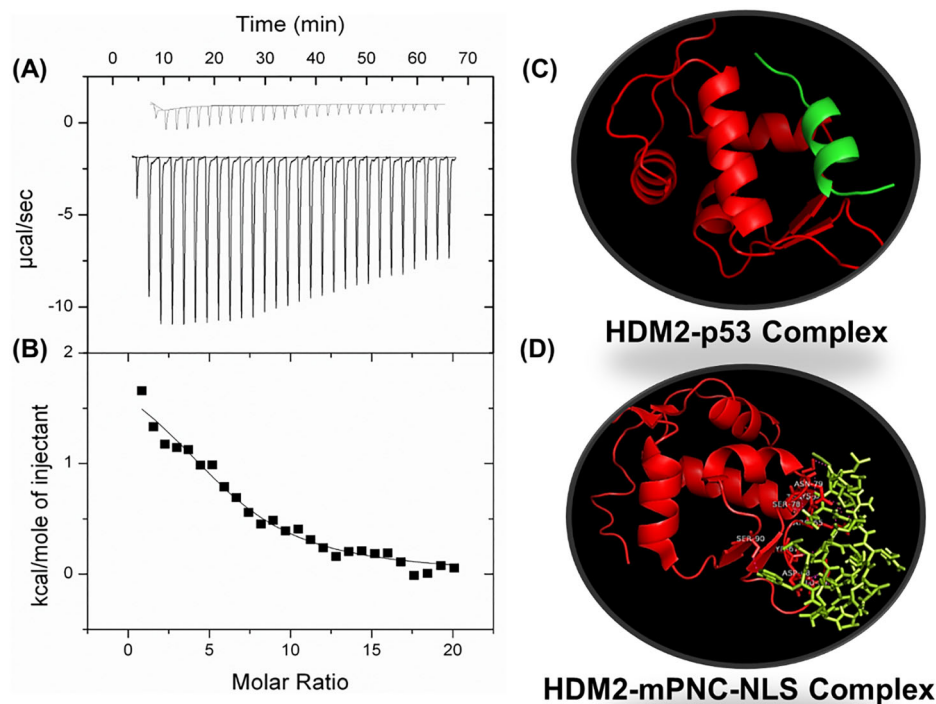 Time (min)
(A)
0 10 20 30 40 50 60 70
0
-5
-10
µcal/sec
(B)
2
1
0
kcal/mole of injectant
0 5 10 15 20
Molar Ratio
(C)
HDM2-p53 Complex
(D)
ASN-79
SER-78
SER-90
HDM2-mPNC-NLS Complex